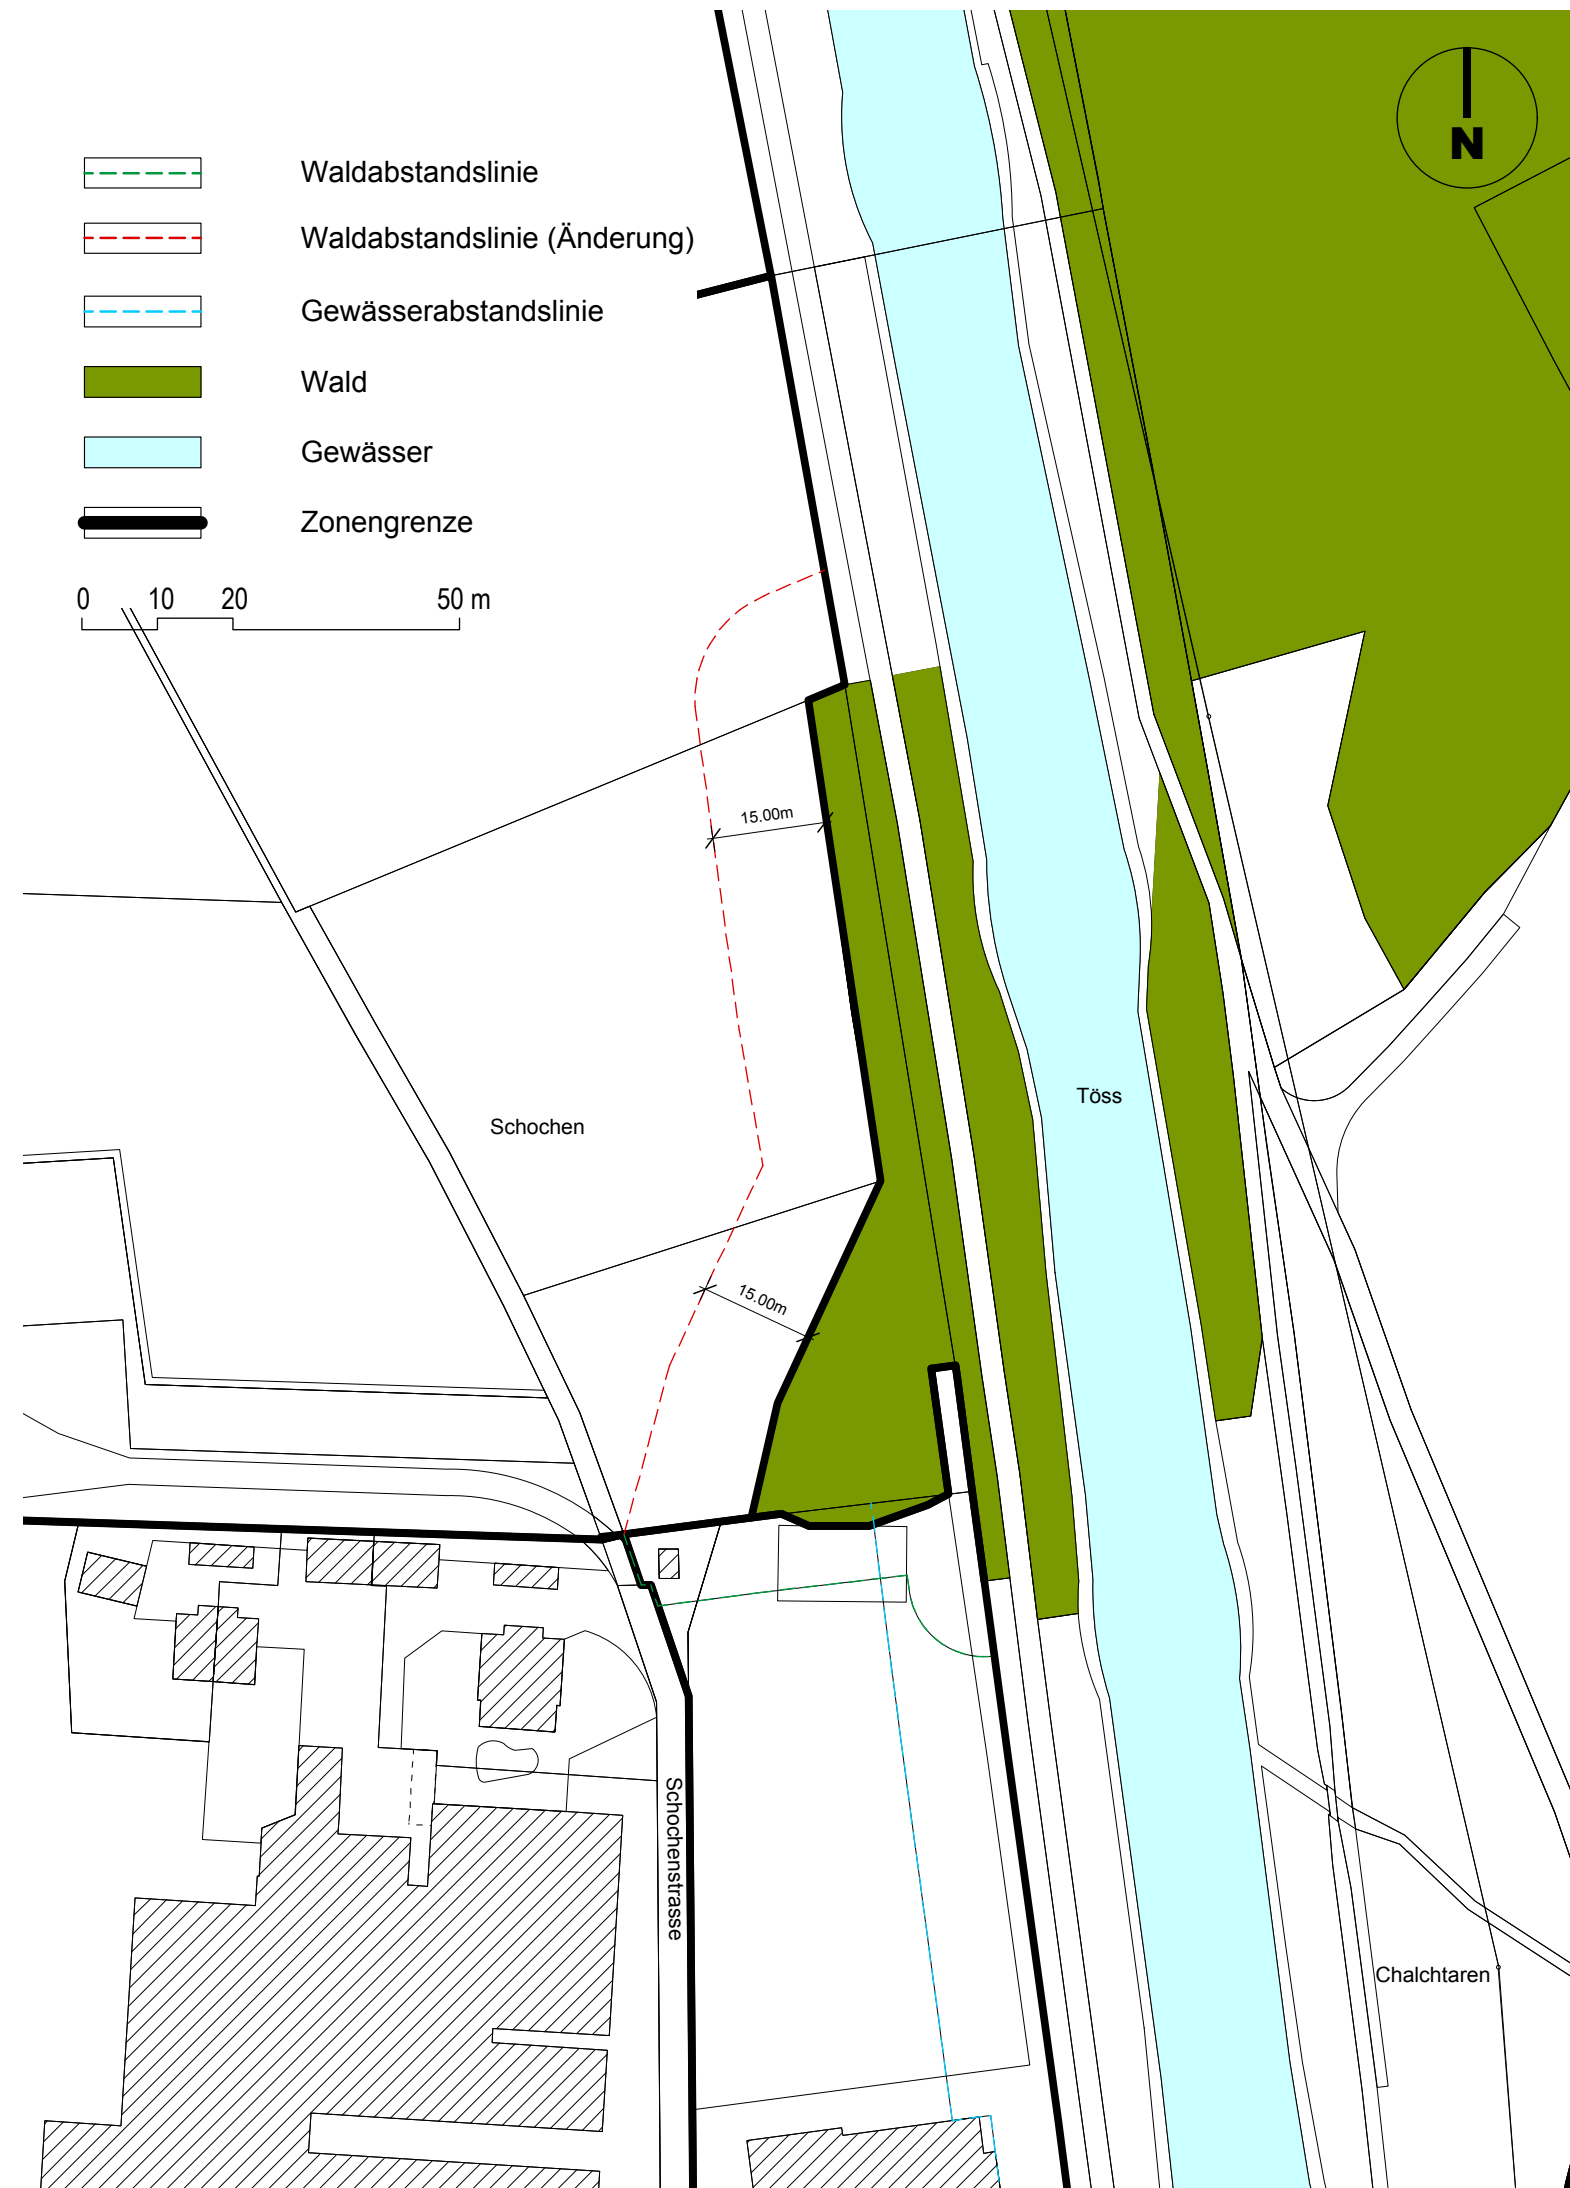 N
Waldabstandslinie
Waldabstandslinie (Änderung)
Gewässerabstandslinie
Wald
Gewässer
Zonengrenze
0 10 20 50 m
15.00m
Töss
Schochen
15.00m
Schochenstrasse
Chalchtaren